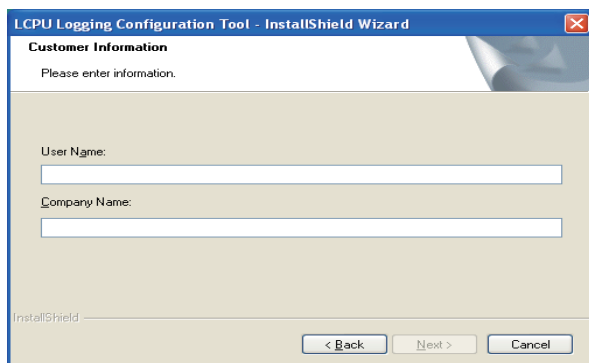 LCPU Logging Configuration Tool - InstallShield Wizard
Customer Information
Please enter information.
User Name:
Company Name:
InstallShield
< Back Next > Cancel